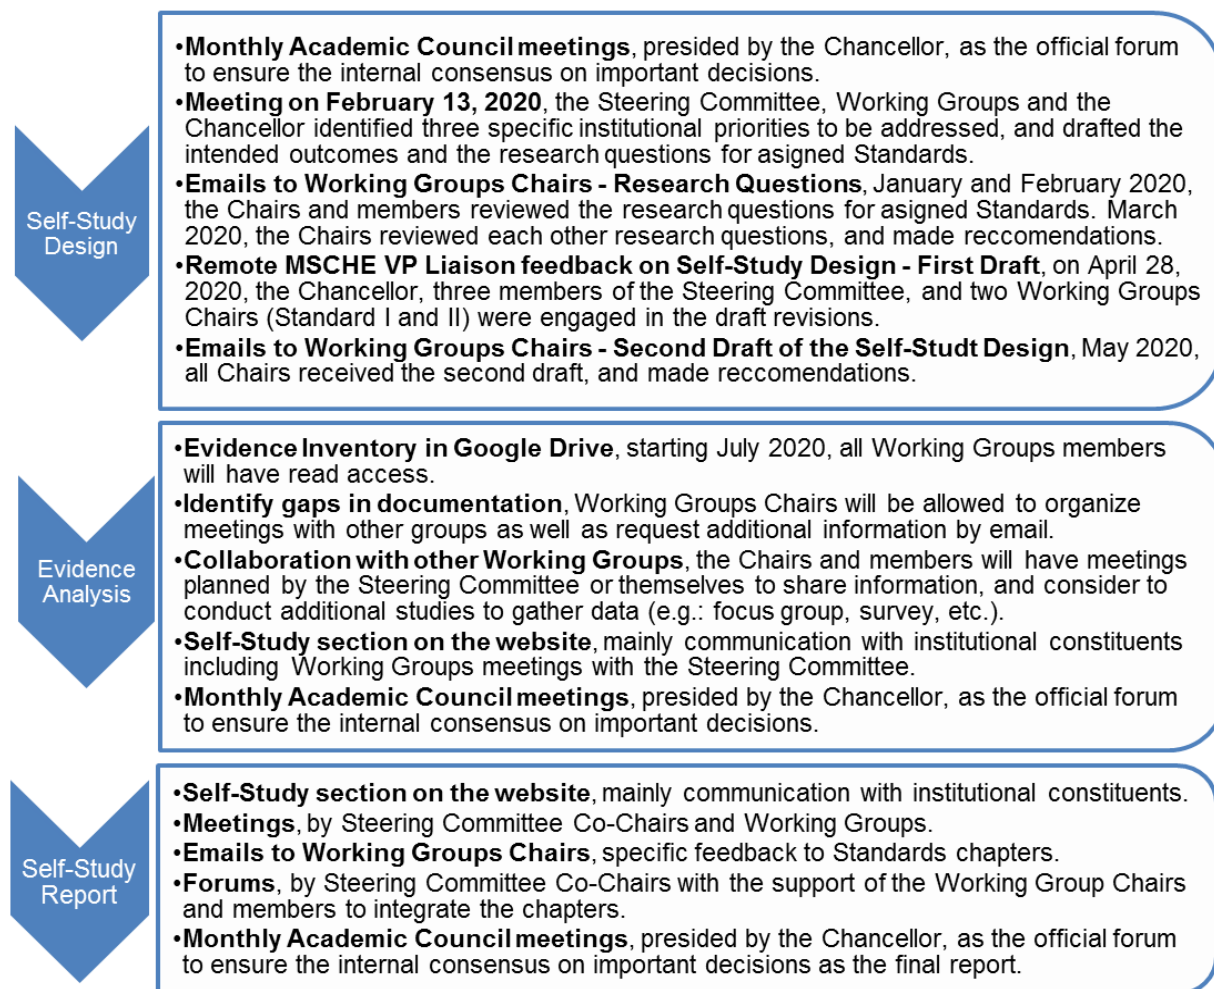 •Monthly Academic Council meetings, presided by the Chancellor, as the official forum
to ensure the internal consensus on important decisions.
•Meeting on February 13, 2020, the Steering Committee, Working Groups and the
Chancellor identified three specific institutional priorities to be addressed, and drafted the
intended outcomes and the research questions for asigned Standards.
•Emails to Working Groups Chairs - Research Questions, January and February 2020,
the Chairs and members reviewed the research questions for asigned Standards. March
2020, the Chairs reviewed each other research questions, and made reccomendations.
•Remote MSCHE VP Liaison feedback on Self-Study Design - First Draft, on April 28,
2020, the Chancellor, three members of the Steering Committee, and two Working Groups
Chairs (Standard I and II) were engaged in the draft revisions.
•Emails to Working Groups Chairs - Second Draft of the Self-Studt Design, May 2020,
all Chairs received the second draft, and made reccomendations.
Self-Study
Design
•Evidence Inventory in Google Drive, starting July 2020, all Working Groups members
will have read access.
•Identify gaps in documentation, Working Groups Chairs will be allowed to organize
meetings with other groups as well as request additional information by email.
•Collaboration with other Working Groups, the Chairs and members will have meetings
planned by the Steering Committee or themselves to share information, and consider to
conduct additional studies to gather data (e.g.: focus group, survey, etc.).
•Self-Study section on the website, mainly communication with institutional constituents
including Working Groups meetings with the Steering Committee.
•Monthly Academic Council meetings, presided by the Chancellor, as the official forum
to ensure the internal consensus on important decisions.
Evidence
Analysis
•Self-Study section on the website, mainly communication with institutional constituents.
•Meetings, by Steering Committee Co-Chairs and Working Groups.
•Emails to Working Groups Chairs, specific feedback to Standards chapters.
•Forums, by Steering Committee Co-Chairs with the support of the Working Group Chairs
and members to integrate the chapters.
•Monthly Academic Council meetings, presided by the Chancellor, as the official forum
to ensure the internal consensus on important decisions as the final report.
Self-Study
Report